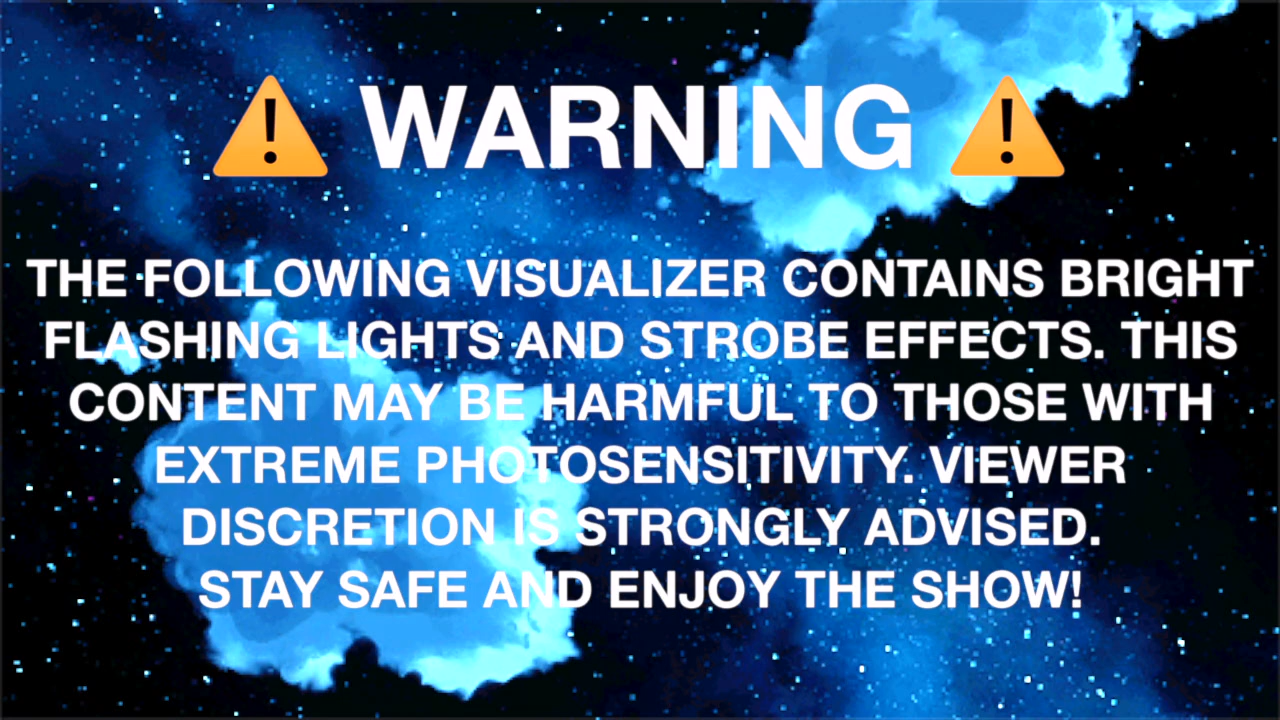 ⚠️ WARNING ⚠️
THE FOLLOWING VISUALIZER CONTAINS BRIGHT
FLASHING LIGHTS AND STROBE EFFECTS. THIS
CONTENT MAY BE HARMFUL TO THOSE WITH
EXTREME PHOTOSENSITIVITY. VIEWER
DISCRETION IS STRONGLY ADVISED.
STAY SAFE AND ENJOY THE SHOW!